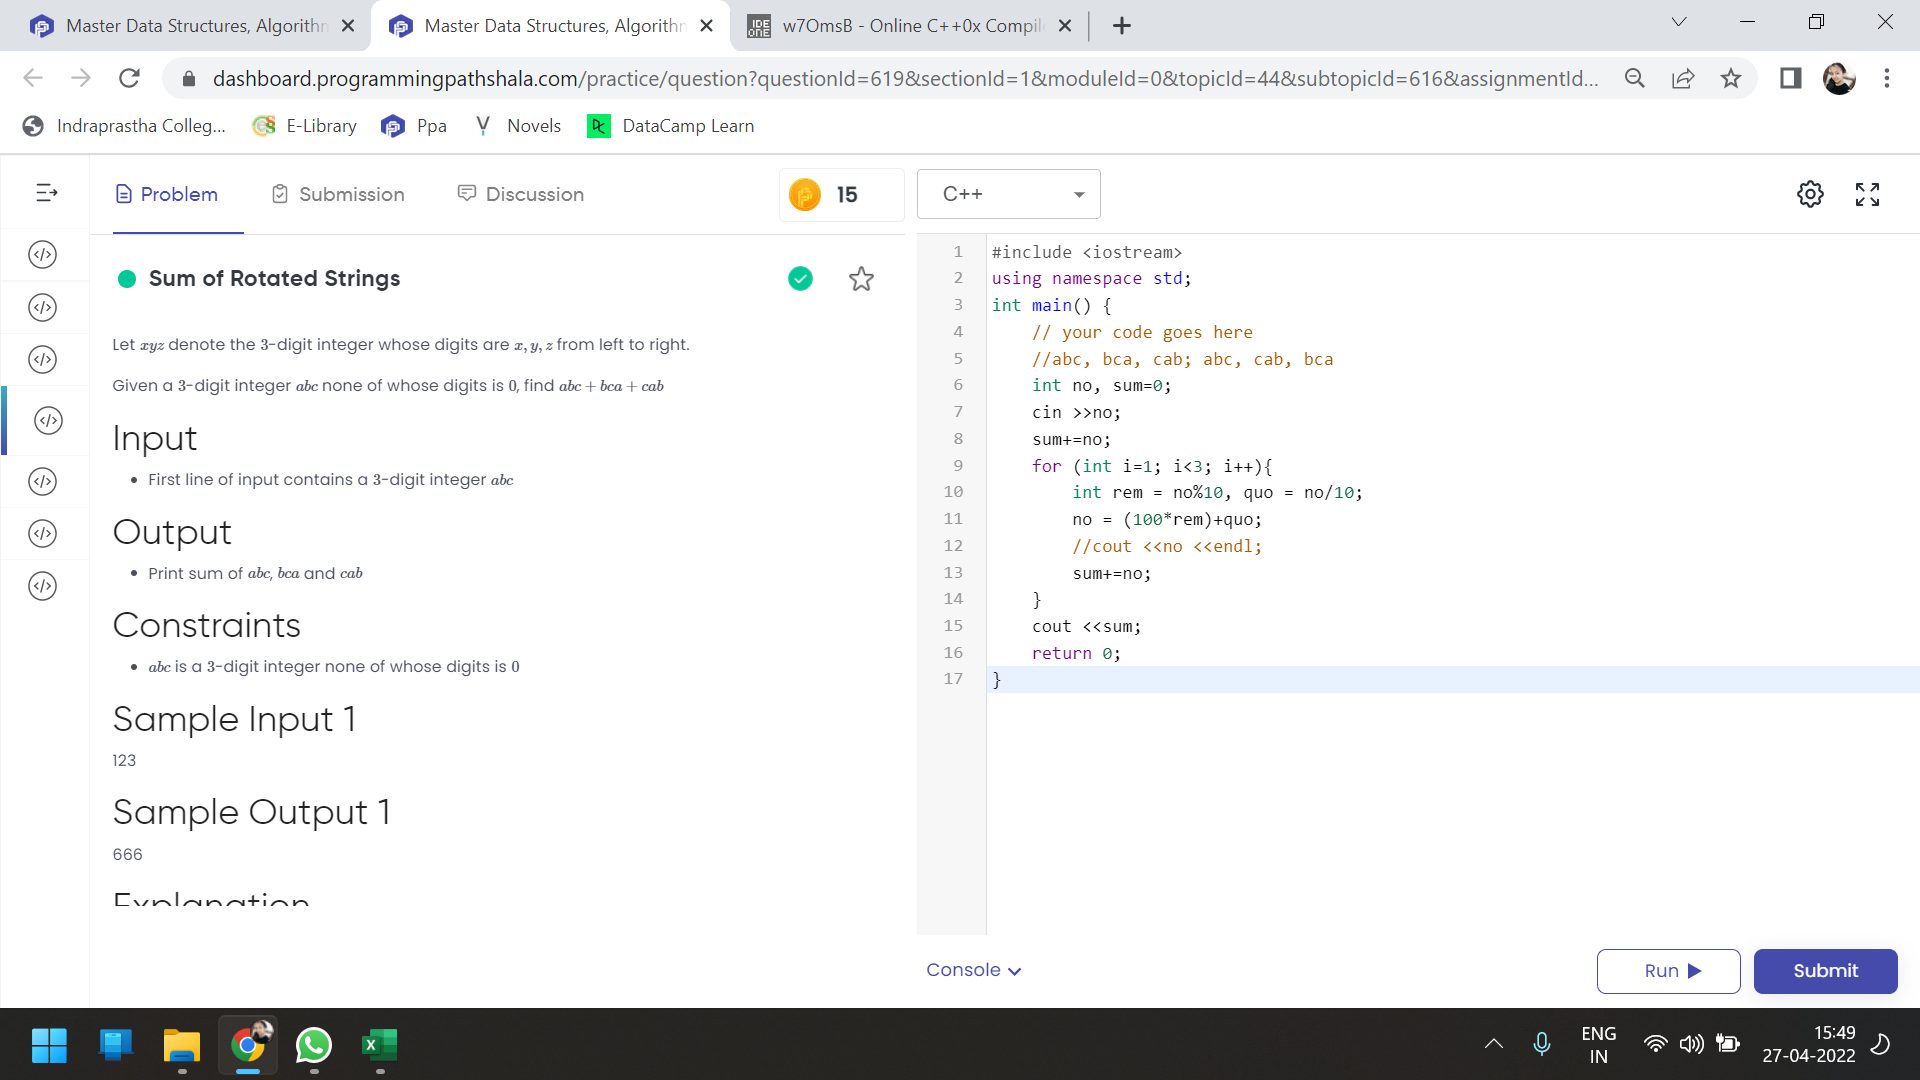 Master Data Structures, Algorithm
Master Data Structures, Algorithm
w7OmsB - Online C++0x Compile
dashboard.programmingpathshala.com/practice/question?questionId=619&sectionId=1&moduleId=0&topicId=44&subtopicId=616&assignmentId...
Indraprastha Colleg...
E-Library
Ppa
Novels
DataCamp Learn
Problem
Submission
Discussion
15
C++
Sum of Rotated Strings
Let xyz denote the 3-digit integer whose digits are x, y, z from left to right.
Given a 3-digit integer abc none of whose digits is 0, find abc + bca + cab
Input
• First line of input contains a 3-digit integer abc
Output
• Print sum of abc, bca and cab
Constraints
• abc is a 3-digit integer none of whose digits is 0
Sample Input 1
123
Sample Output 1
666
Explanation
1 #include <iostream>
2 using namespace std;
3 int main() {
4 // your code goes here
5 //abc, bca, cab; abc, cab, bca
6 int no, sum=0;
7 cin >>no;
8 sum+=no;
9 for (int i=1; i<3; i++){
10 int rem = no%10, quo = no/10;
11 no = (100*rem)+quo;
12 //cout <<no <<endl;
13 sum+=no;
14 }
15 cout <<sum;
16 return 0;
17 }
Console
Run
Submit
ENG
IN
15:49
27-04-2022